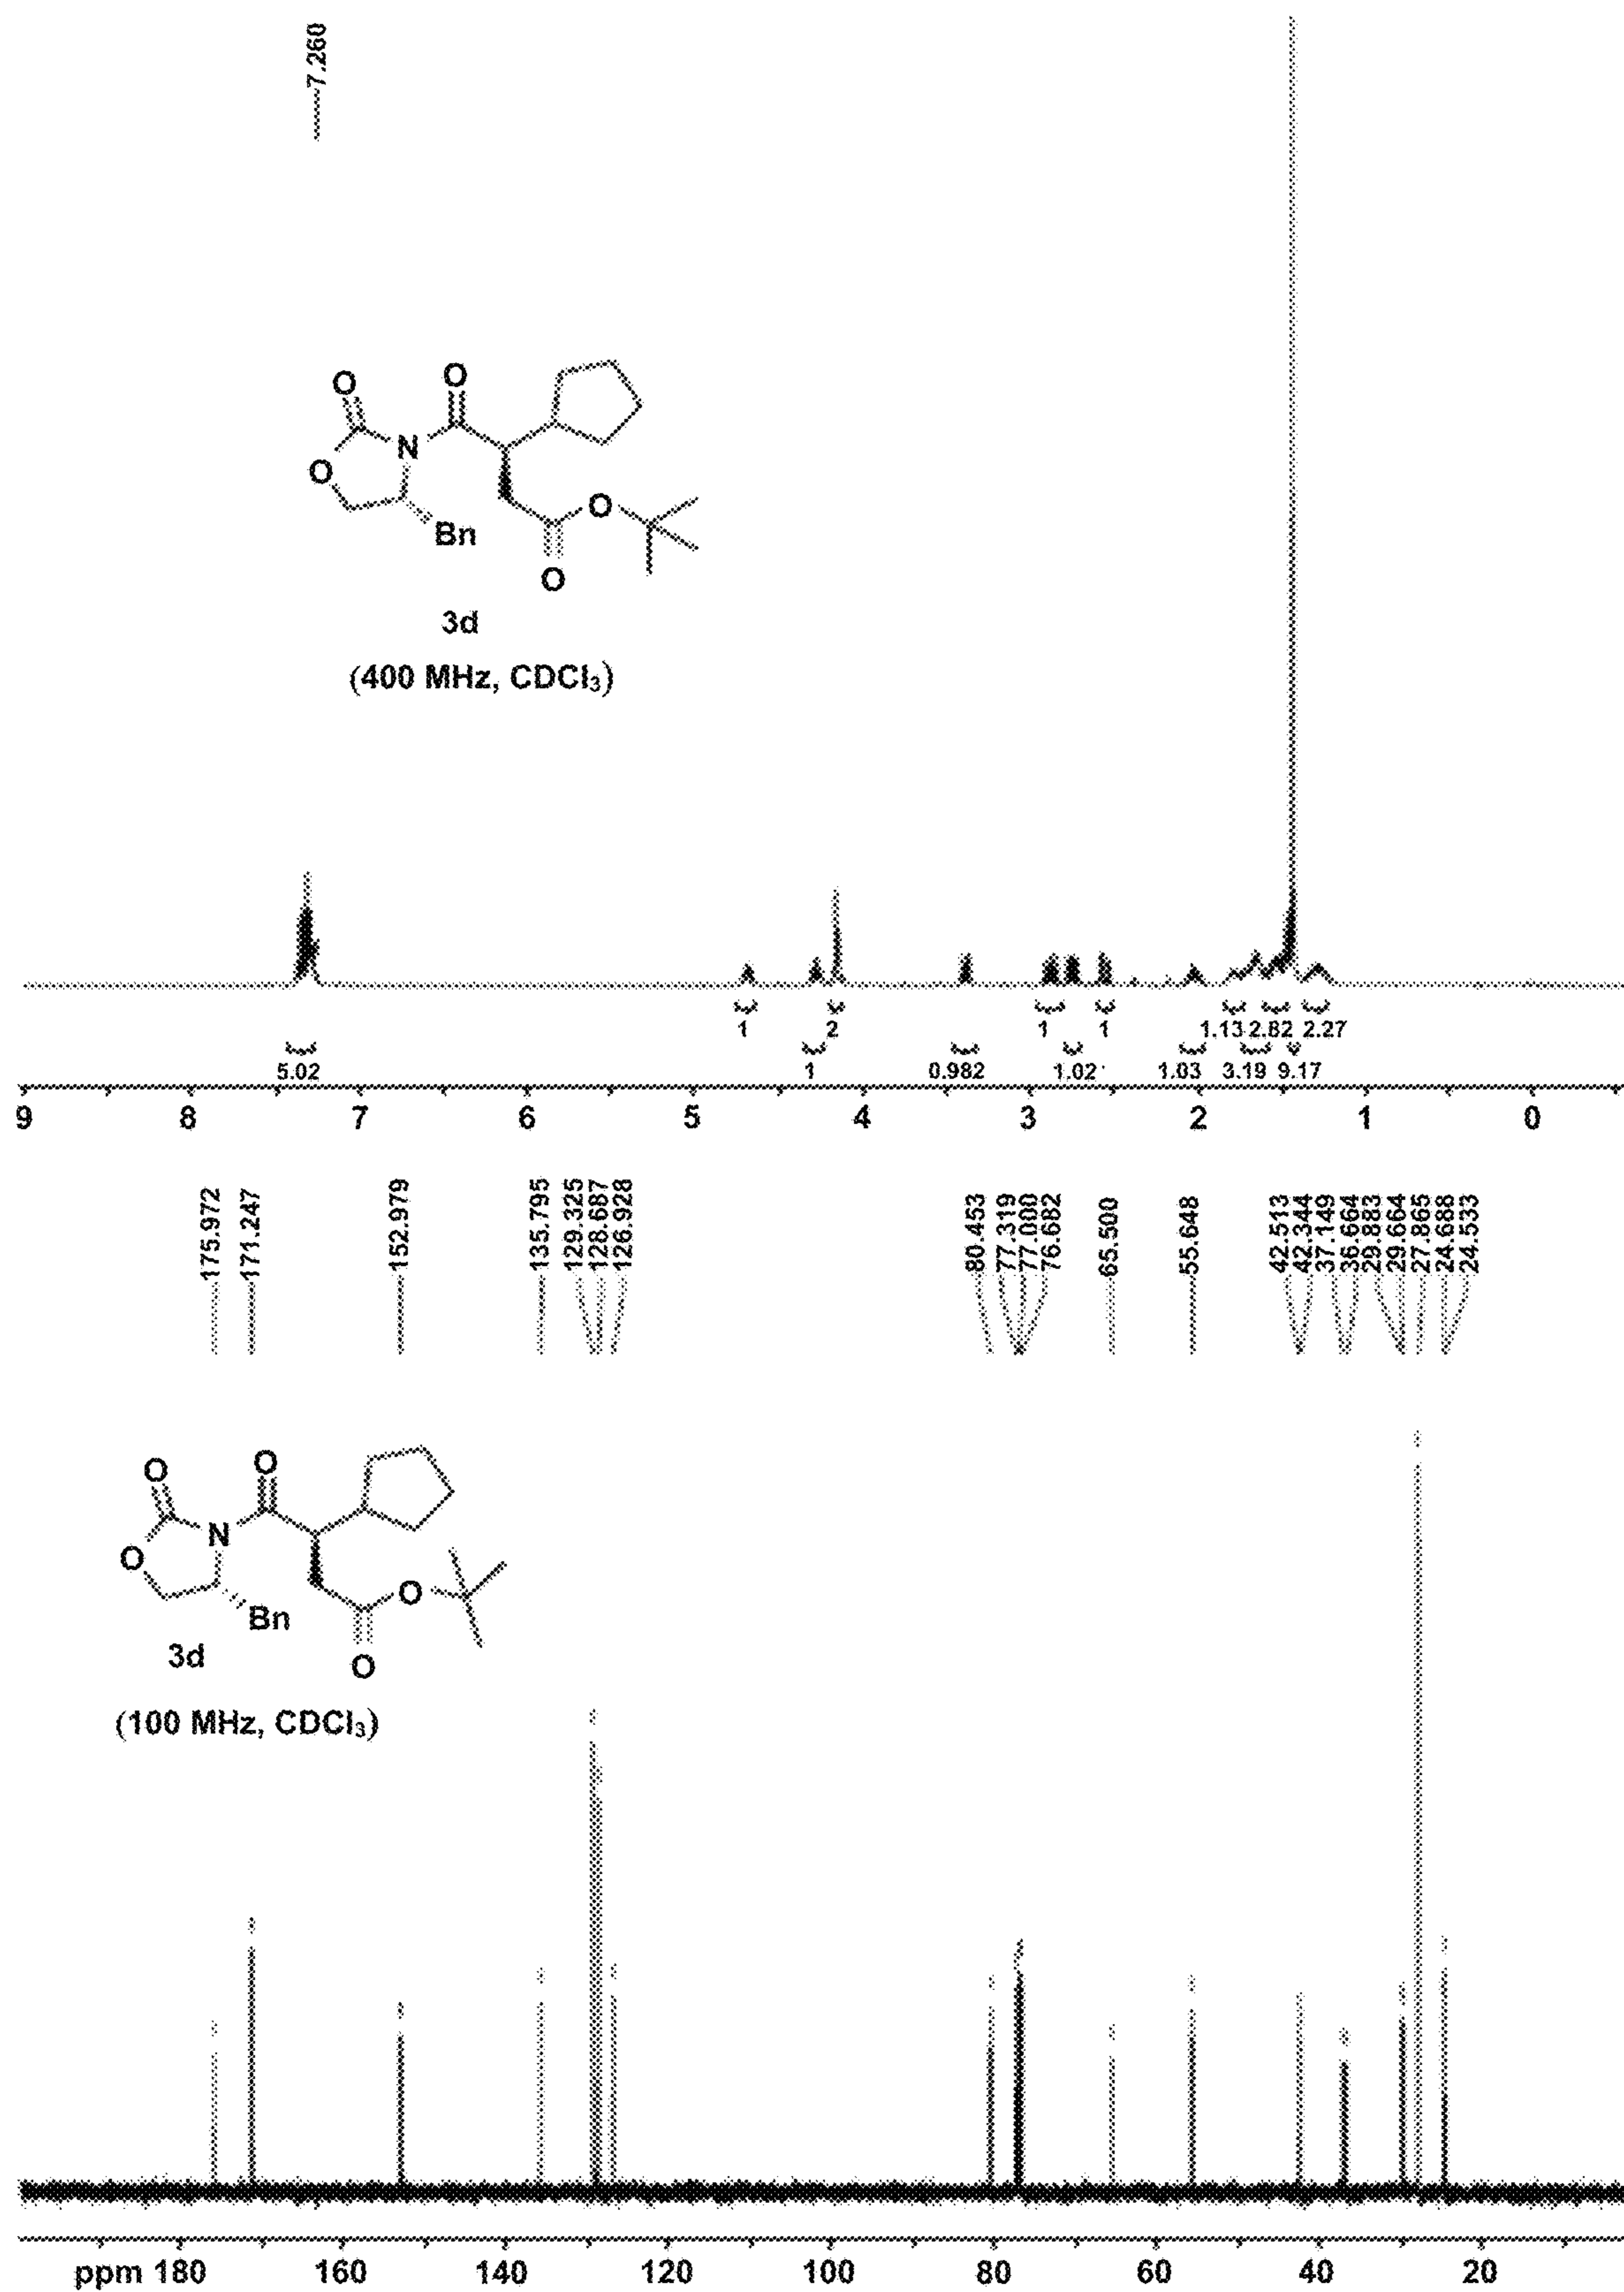 7.260
O
O
N
O
Bn
O
O
3d
(400 MHz, CDCl₃)
1
2
1
1
1.13
2.82
2.27
5.02
1
0.982
1.02
1.03
3.19
9.17
9
8
7
6
5
4
3
2
1
0
175.972
171.247
152.979
135.795
129.325
128.687
126.928
80.453
77.319
77.000
76.682
65.500
55.648
42.513
42.344
37.149
36.664
29.883
29.664
27.865
24.688
24.533
O
O
N
O
Bn
O
O
3d
(100 MHz, CDCl₃)
ppm 180
160
140
120
100
80
60
40
20